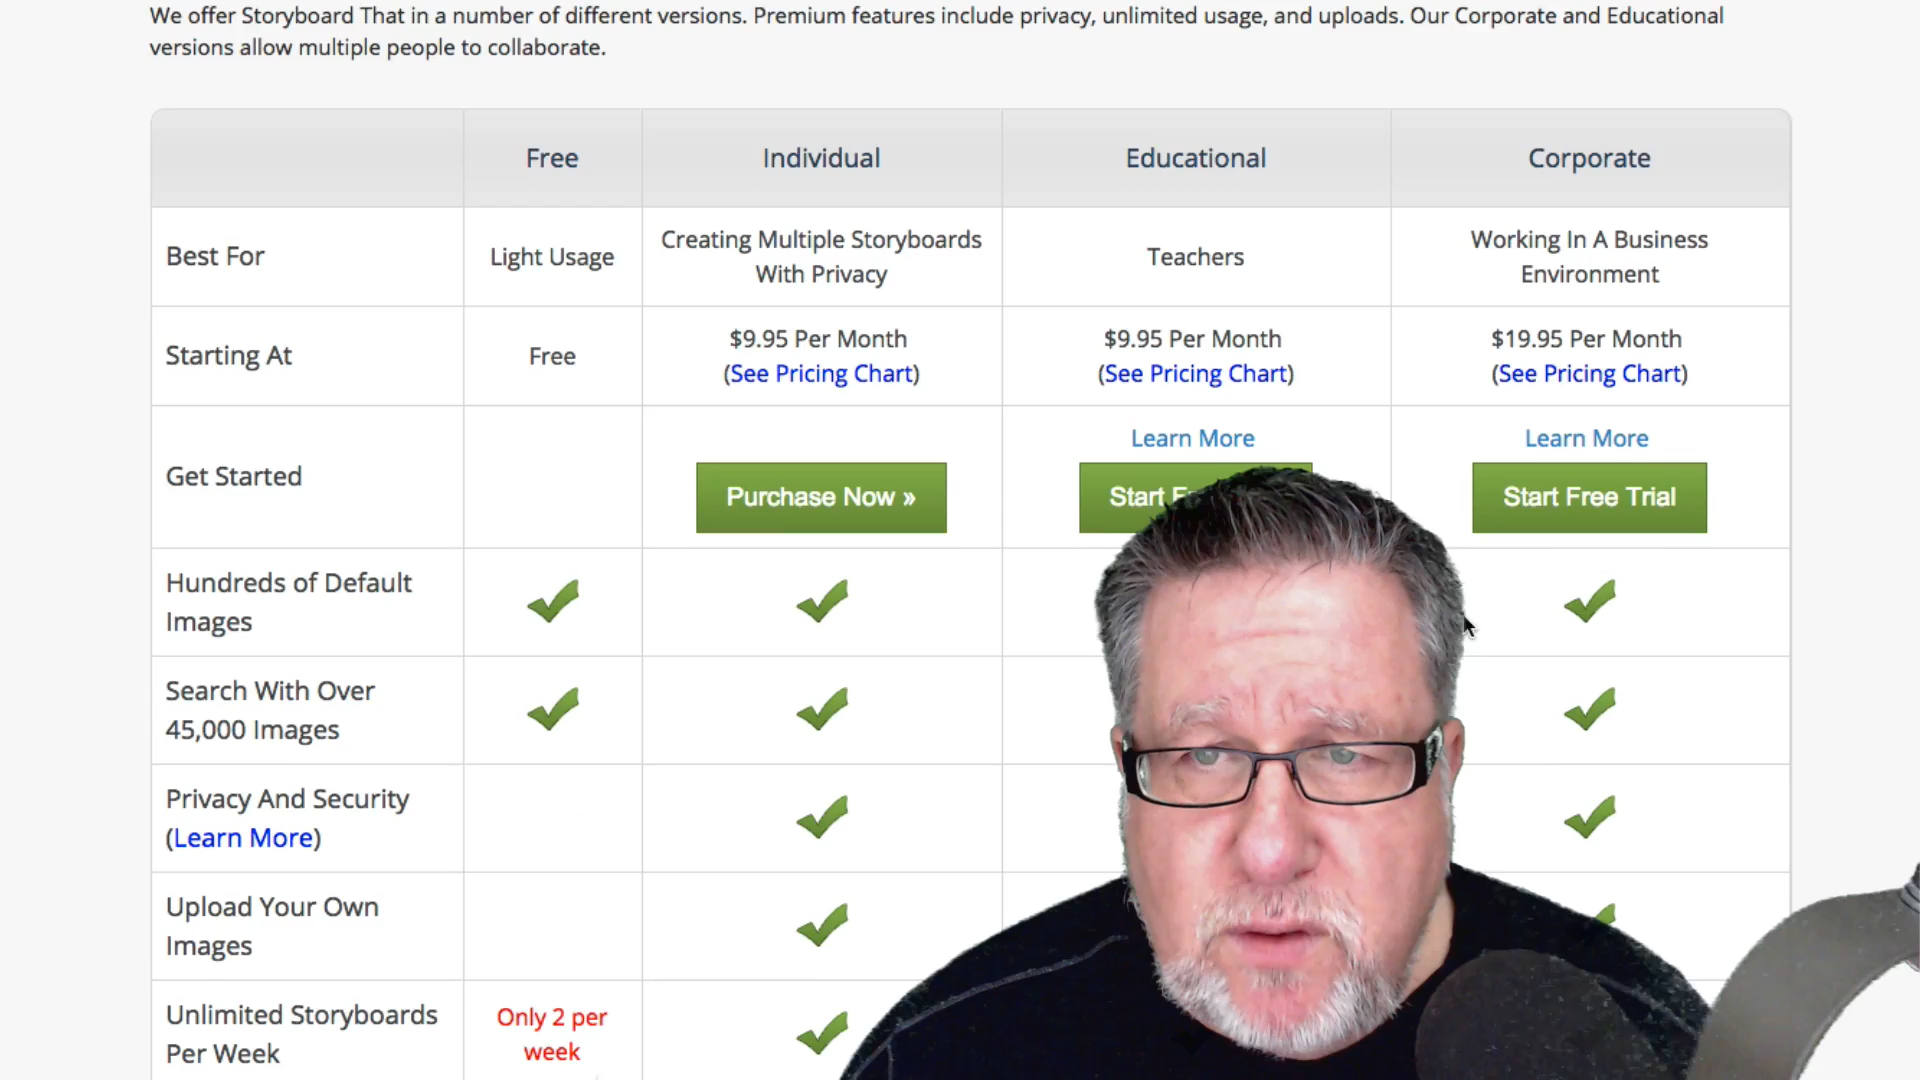 We offer Storyboard That in a number of different versions. Premium features include privacy, unlimited usage, and uploads. Our Corporate and Educational
versions allow multiple people to collaborate.
Free Individual Educational Corporate
Best For
Light Usage
Creating Multiple Storyboards
With Privacy
Teachers
Working In A Business
Environment
Starting At
Free
$9.95 Per Month
(See Pricing Chart)
$9.95 Per Month
(See Pricing Chart)
$19.95 Per Month
(See Pricing Chart)
Get Started
Purchase Now »
Learn More
Start
Learn More
Start Free Trial
Hundreds of Default
Images
Search With Over
45,000 Images
Privacy And Security
(Learn More)
Upload Your Own
Images
Unlimited Storyboards
Per Week
Only 2 per
week